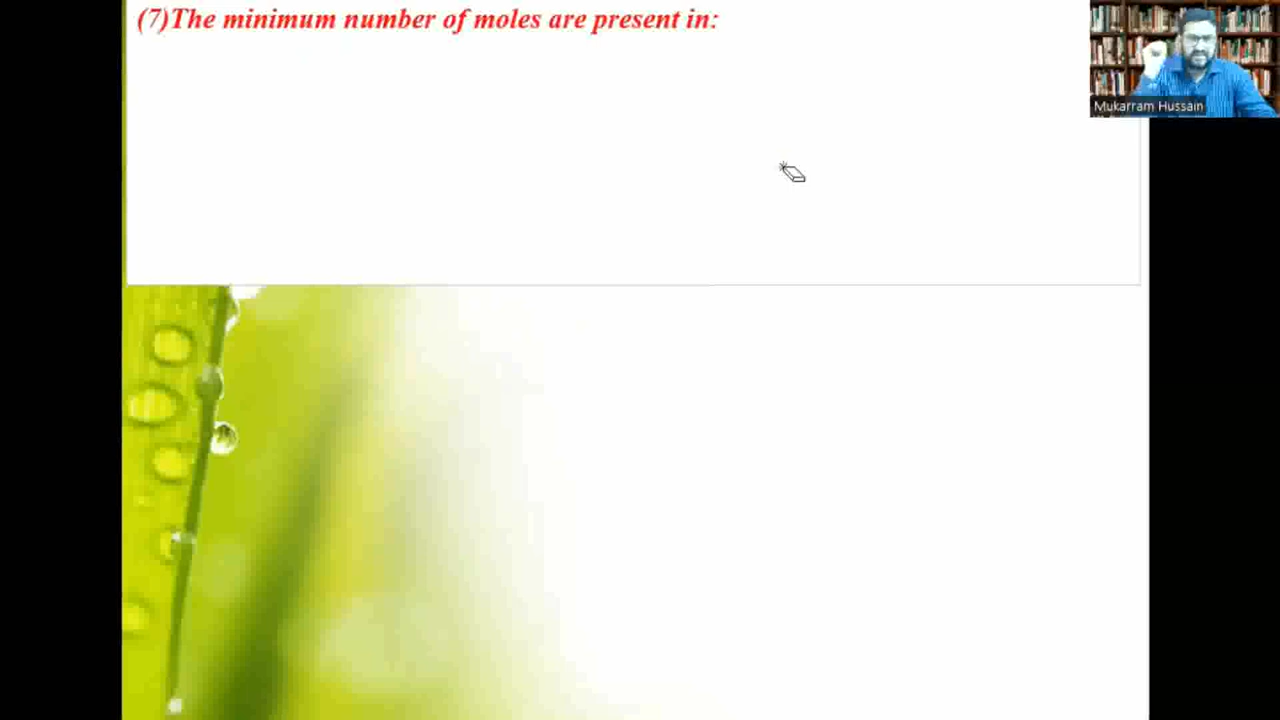 (7)The minimum number of moles are present in:
Mukarram Hussain